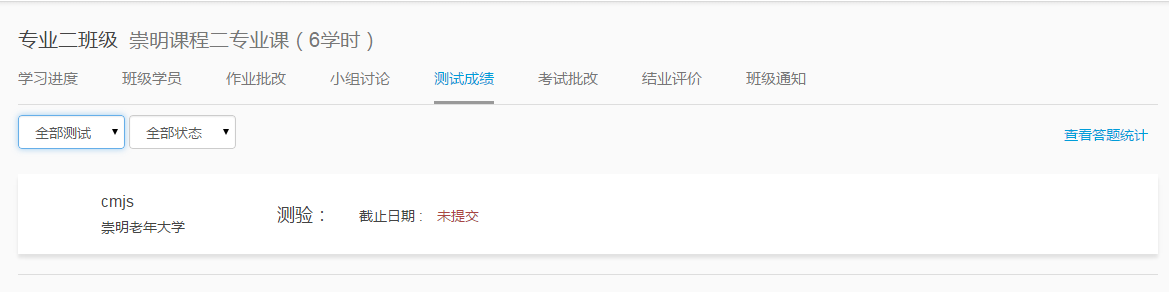 专业二班级 崇明课程二专业课（6学时）
学习进度 班级学员 作业批改 小组讨论 测试成绩 考试批改 结业评价 班级通知
全部测试 全部状态 查看答题统计
cmjs
测验： 截止日期： 未提交
崇明老年大学